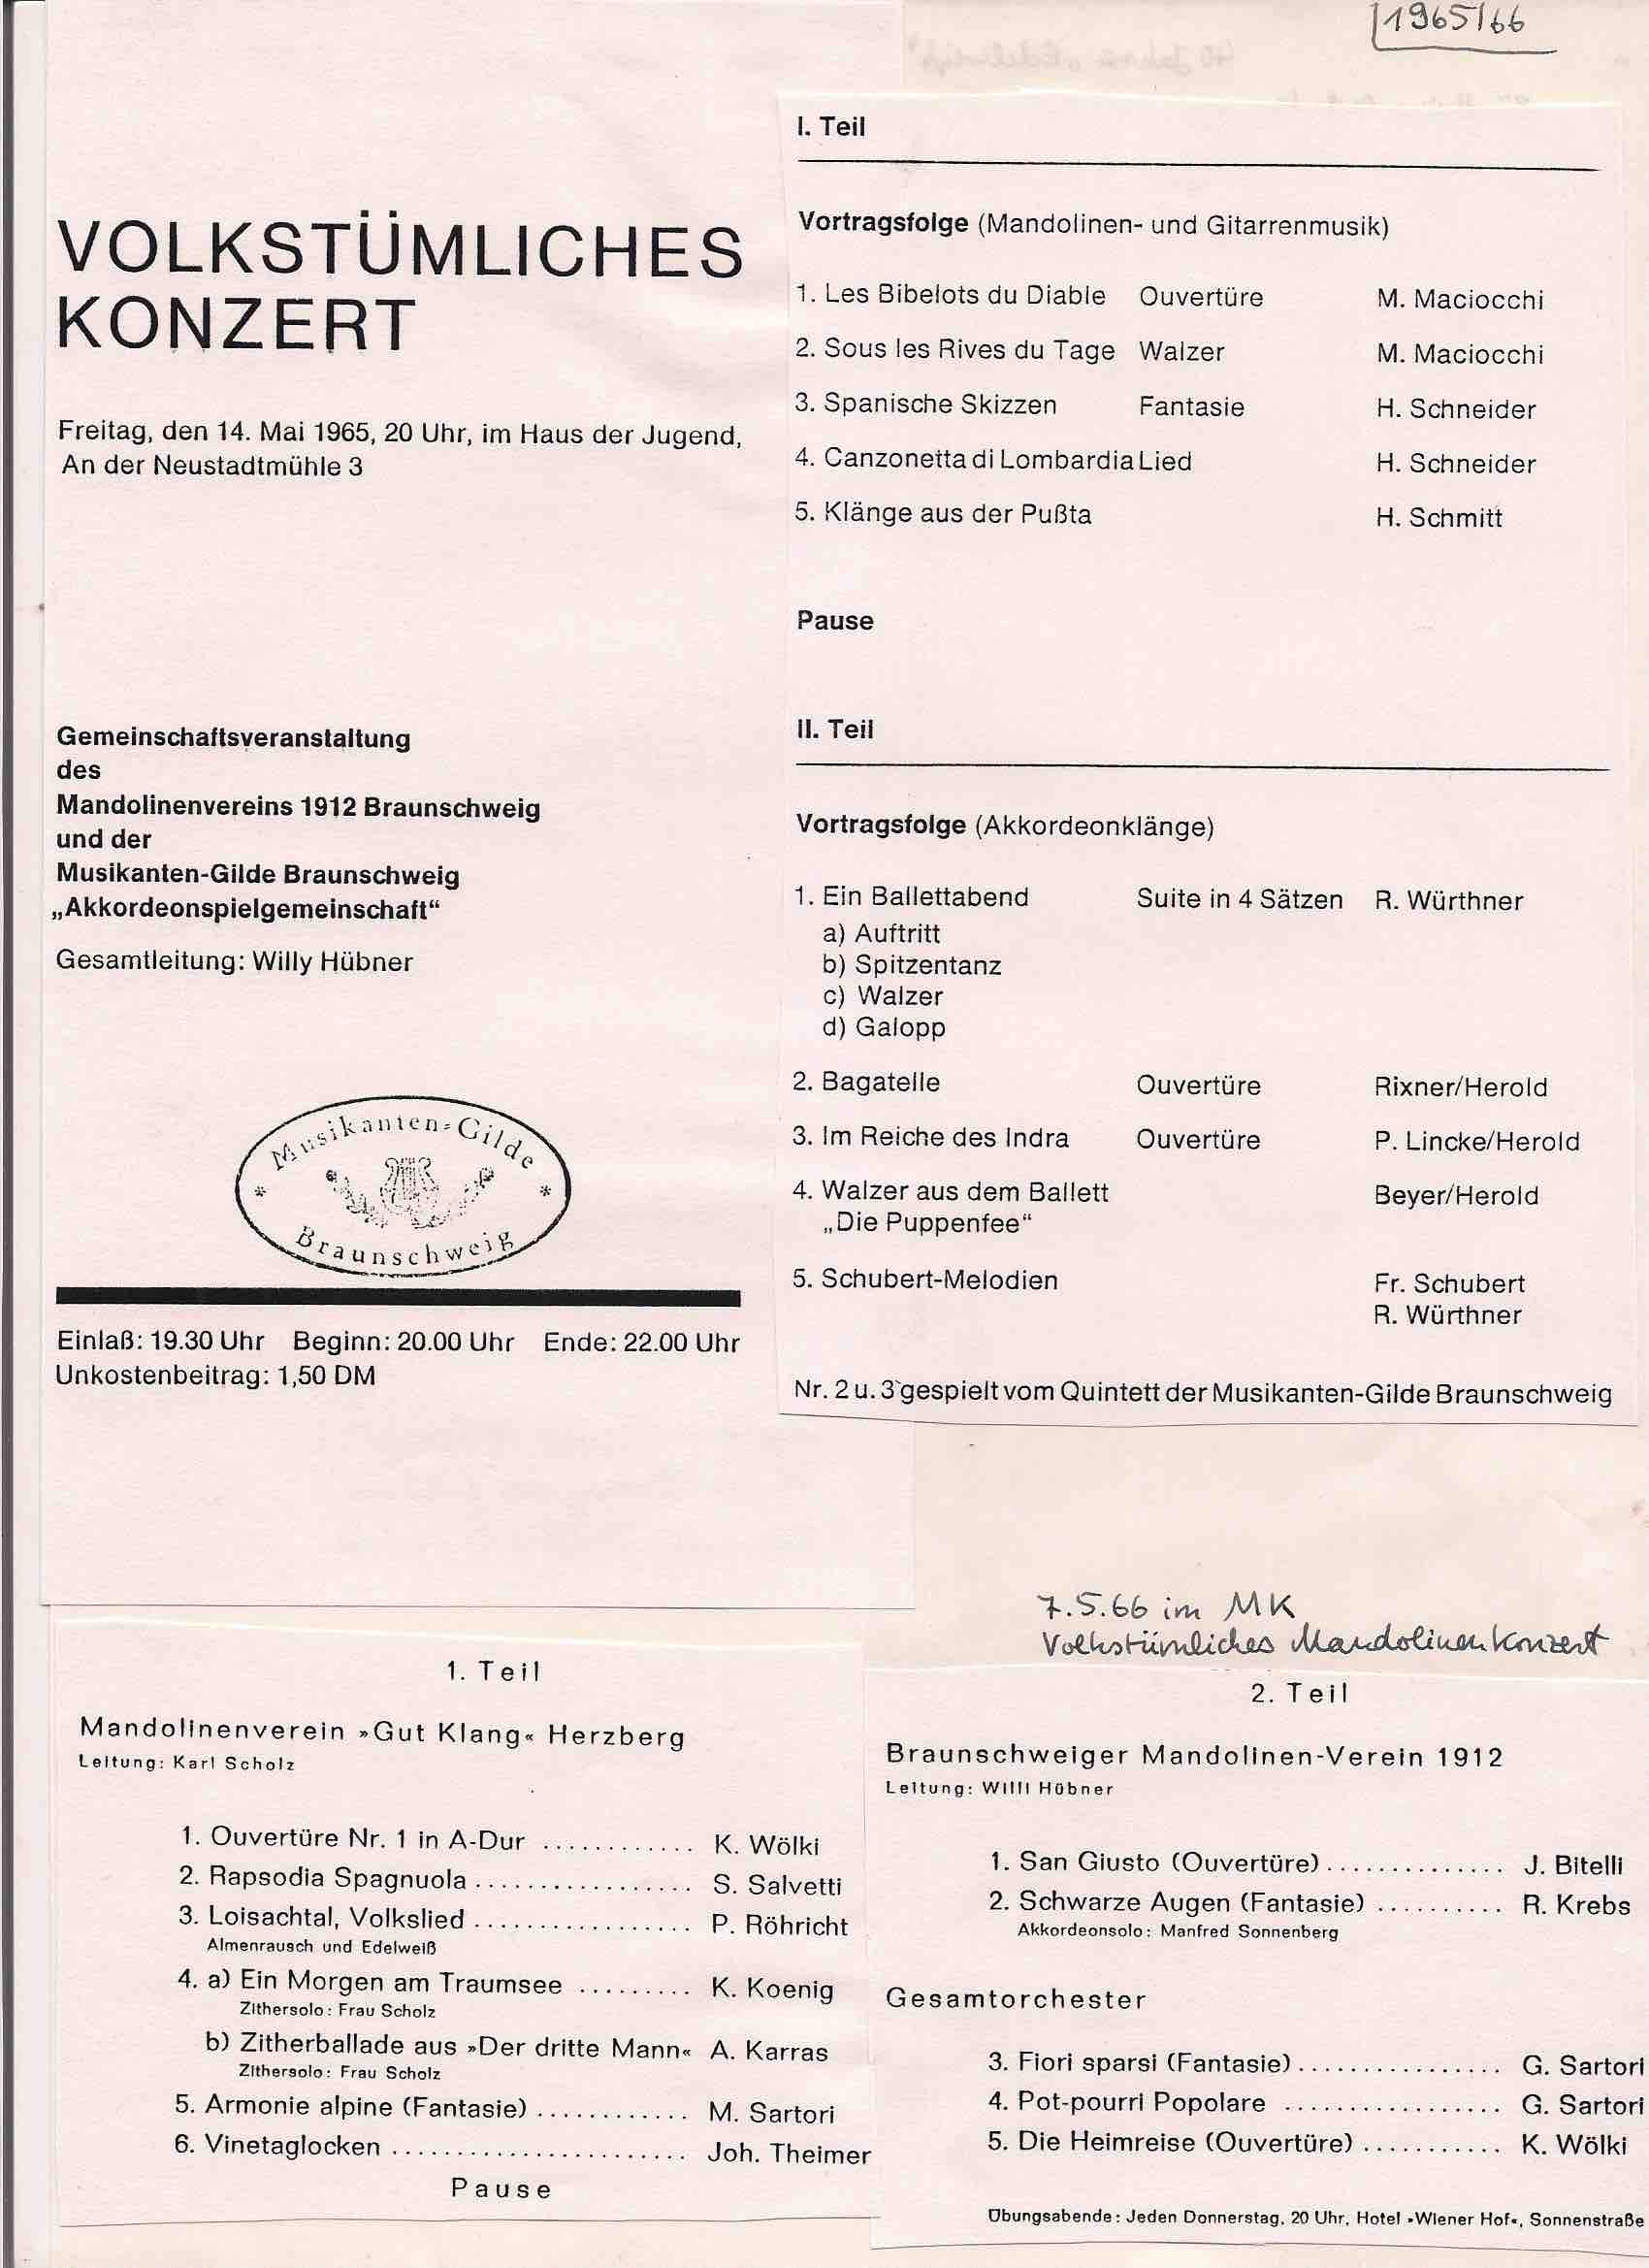 1965/66
VOLKSTÜMLICHES
KONZERT
Freitag, den 14. Mai 1965, 20 Uhr, im Haus der Jugend,
An der Neustadtmühle 3
Gemeinschaftsveranstaltung
des
Mandolinenvereins 1912 Braunschweig
und der
Musikanten-Gilde Braunschweig
„Akkordeonspielgemeinschaft“
Gesamtleitung: Willy Hübner
Musikanten-Gilde
* *
Braunschweig
Einlaß: 19.30 Uhr Beginn: 20.00 Uhr Ende: 22.00 Uhr
Unkostenbeitrag: 1,50 DM
I. Teil
Vortragsfolge (Mandolinen- und Gitarrenmusik)
1. Les Bibelots du Diable Ouvertüre M. Maciocchi
2. Sous les Rives du Tage Walzer M. Maciocchi
3. Spanische Skizzen Fantasie H. Schneider
4. Canzonetta di Lombardia Lied H. Schneider
5. Klänge aus der Pußta H. Schmitt
Pause
II. Teil
Vortragsfolge (Akkordeonklänge)
1. Ein Ballettabend Suite in 4 Sätzen R. Würthner
a) Auftritt
b) Spitzentanz
c) Walzer
d) Galopp
2. Bagatelle Ouvertüre Rixner/Herold
3. Im Reiche des Indra Ouvertüre P. Lincke/Herold
4. Walzer aus dem Ballett Beyer/Herold
„Die Puppenfee“
5. Schubert-Melodien Fr. Schubert
R. Würthner
Nr. 2 u. 3 gespielt vom Quintett der Musikanten-Gilde Braunschweig
7.5.66 im MK
Volkstümliches Mandolinenkonzert
1. Teil
Mandolinenverein »Gut Klang« Herzberg
Leitung: Karl Scholz
1. Ouvertüre Nr. 1 in A-Dur ............ K. Wölki
2. Rapsodia Spagnuola ................. S. Salvetti
3. Loisachtal, Volkslied ................. P. Röhricht
Almenrausch und Edelweiß
4. a) Ein Morgen am Traumsee ......... K. Koenig
Zithersolo: Frau Scholz
b) Zitherballade aus »Der dritte Mann« A. Karras
Zithersolo: Frau Scholz
5. Armonie alpine (Fantasie) ............ M. Sartori
6. Vinetaglocken ....................... Joh. Theimer
Pause
2. Teil
Braunschweiger Mandolinen-Verein 1912
Leitung: Willi Hübner
1. San Giusto (Ouvertüre) .............. J. Bitelli
2. Schwarze Augen (Fantasie) .......... R. Krebs
Akkordeonsolo: Manfred Sonnenberg
Gesamtorchester
3. Fiori sparsi (Fantasie) ................ G. Sartori
4. Pot-pourri Popolare ................. G. Sartori
5. Die Heimreise (Ouvertüre) ........... K. Wölki
Übungsabende: Jeden Donnerstag, 20 Uhr, Hotel »Wiener Hof«, Sonnenstraße